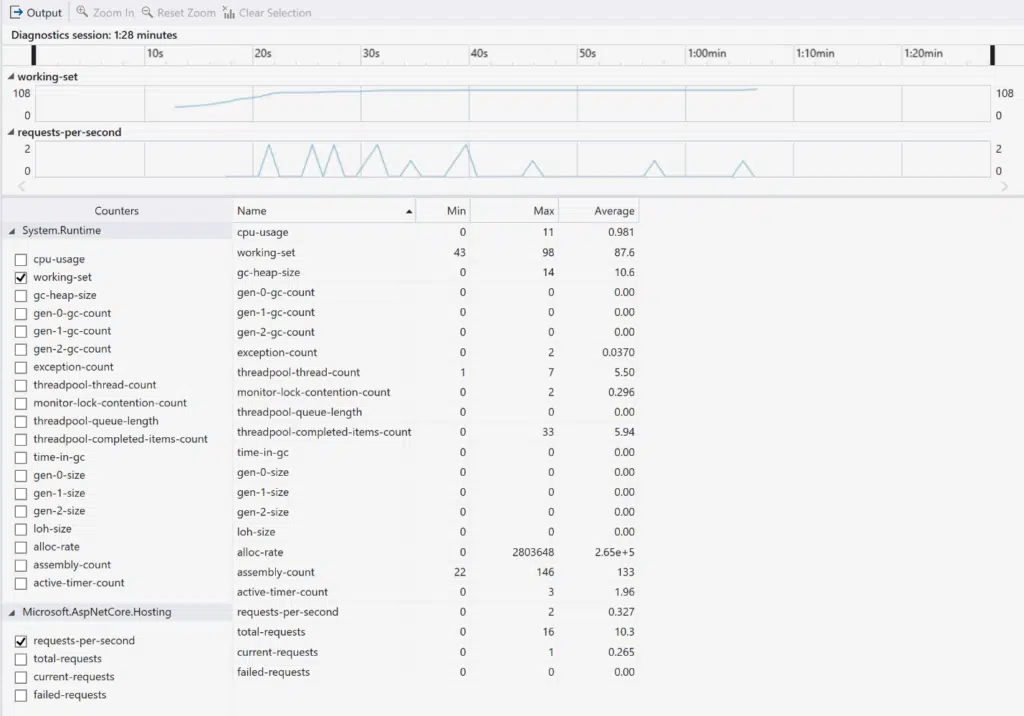 Output Zoom In Reset Zoom Clear Selection
Diagnostics session: 1:28 minutes
10s 20s 30s 40s 50s 1:00min 1:10min 1:20min
working-set
108 108
0 0
requests-per-second
2 2
0 0
Counters
System.Runtime
cpu-usage
working-set
gc-heap-size
gen-0-gc-count
gen-1-gc-count
gen-2-gc-count
exception-count
threadpool-thread-count
monitor-lock-contention-count
threadpool-queue-length
threadpool-completed-items-count
time-in-gc
gen-0-size
gen-1-size
gen-2-size
loh-size
alloc-rate
assembly-count
active-timer-count
Microsoft.AspNetCore.Hosting
requests-per-second
total-requests
current-requests
failed-requests
Name Min Max Average
cpu-usage 0 11 0.981
working-set 43 98 87.6
gc-heap-size 0 14 10.6
gen-0-gc-count 0 0 0.00
gen-1-gc-count 0 0 0.00
gen-2-gc-count 0 0 0.00
exception-count 0 2 0.0370
threadpool-thread-count 1 7 5.50
monitor-lock-contention-count 0 2 0.296
threadpool-queue-length 0 0 0.00
threadpool-completed-items-count 0 33 5.94
time-in-gc 0 0 0.00
gen-0-size 0 0 0.00
gen-1-size 0 0 0.00
gen-2-size 0 0 0.00
loh-size 0 0 0.00
alloc-rate 0 2803648 2.65e+5
assembly-count 22 146 133
active-timer-count 0 3 1.96
requests-per-second 0 2 0.327
total-requests 0 16 10.3
current-requests 0 1 0.265
failed-requests 0 0 0.00